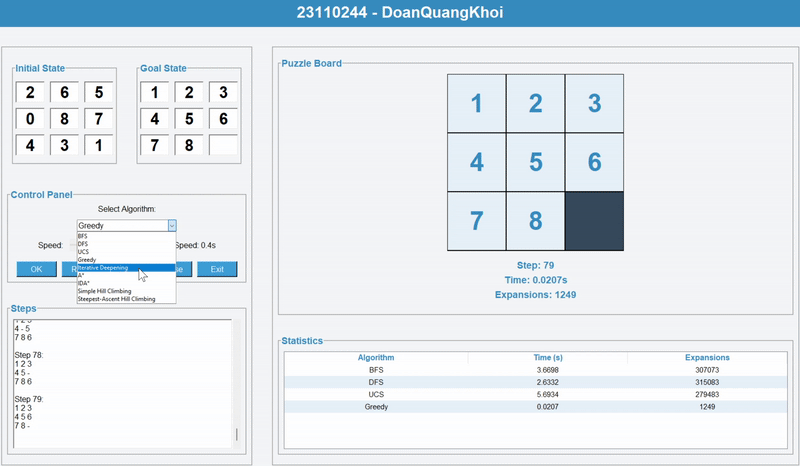 23110244 - DoanQuangKhoi
Initial State
2 6 5
0 8 7
4 3 1
Goal State
1 2 3
4 5 6
7 8
Control Panel
Select Algorithm:
Greedy
BFS
DFS
UCS
Greedy
Iterative Deepening
A*
IDA*
Simple Hill Climbing
Steepest-Ascent Hill Climbing
Speed:
Speed: 0.4s
OK
Exit
Steps
1 2 3
4 - 5
7 8 6
Step 78:
1 2 3
4 5 -
7 8 6
Step 79:
1 2 3
4 5 6
7 8 -
Puzzle Board
1 2 3
4 5 6
7 8
Step: 79
Time: 0.0207s
Expansions: 1249
Statistics
Algorithm Time (s) Expansions
BFS 3.6698 307073
DFS 2.6332 315083
UCS 5.6934 279483
Greedy 0.0207 1249